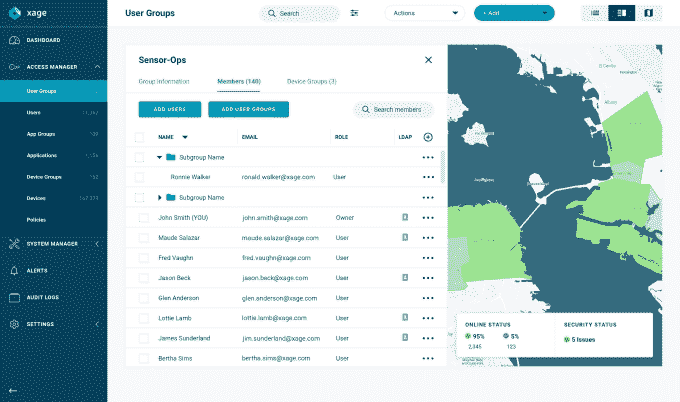 xage
User Groups
Search
Actions
+ Add
DASHBOARD
ACCESS MANAGER
User Groups
Users
App Groups
Applications
Device Groups
Devices
Policies
SYSTEM MANAGER
ALERTS
AUDIT LOGS
SETTINGS
Sensor-Ops
Group Information Members (146) Device Groups (3)
ADD USERS ADD USER GROUPS Search members
NAME EMAIL ROLE LDAP
Subgroup Name
Ronnie Walker ronald.walker@xage.com User
Subgroup Name
John Smith (YOU) john.smith@xage.com Owner
Maude Salazar maude.salazar@xage.com User
Fred Vaughn fred.vaughn@xage.com User
Jason Beck jason.beck@xage.com User
Glen Anderson glen.anderson@xage.com User
Lottie Lamb lottie.lamb@xage.com User
James Sunderland jim.sunderland@xage.com User
Bertha Sims bertha.sims@xage.com User
El Cerrito
Albany
ONLINE STATUS SECURITY STATUS
95% 5% 5 Issues
2,345 123